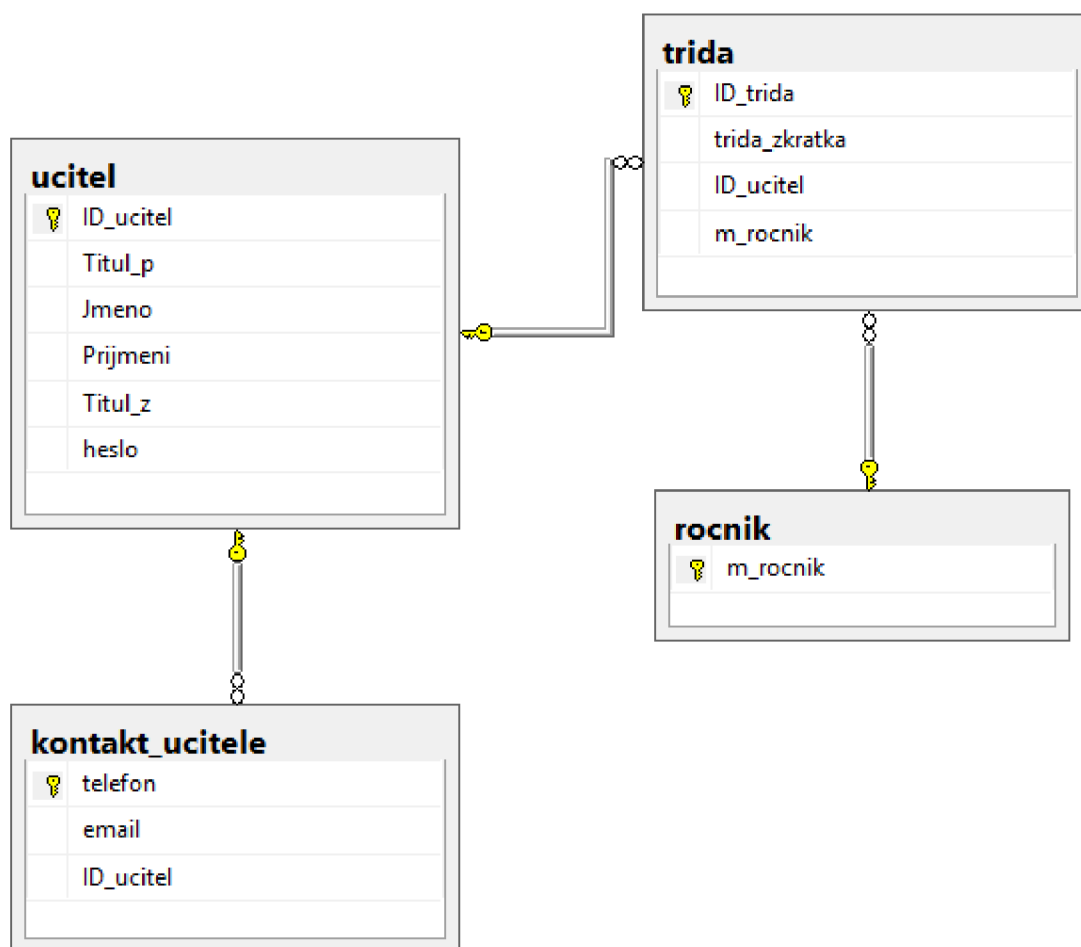 ucitel
ID_ucitel
Titul_p
Jmeno
Prijmeni
Titul_z
heslo
trida
ID_trida
trida_zkratka
ID_ucitel
m_rocnik
rocnik
m_rocnik
kontakt_ucitele
telefon
email
ID_ucitel